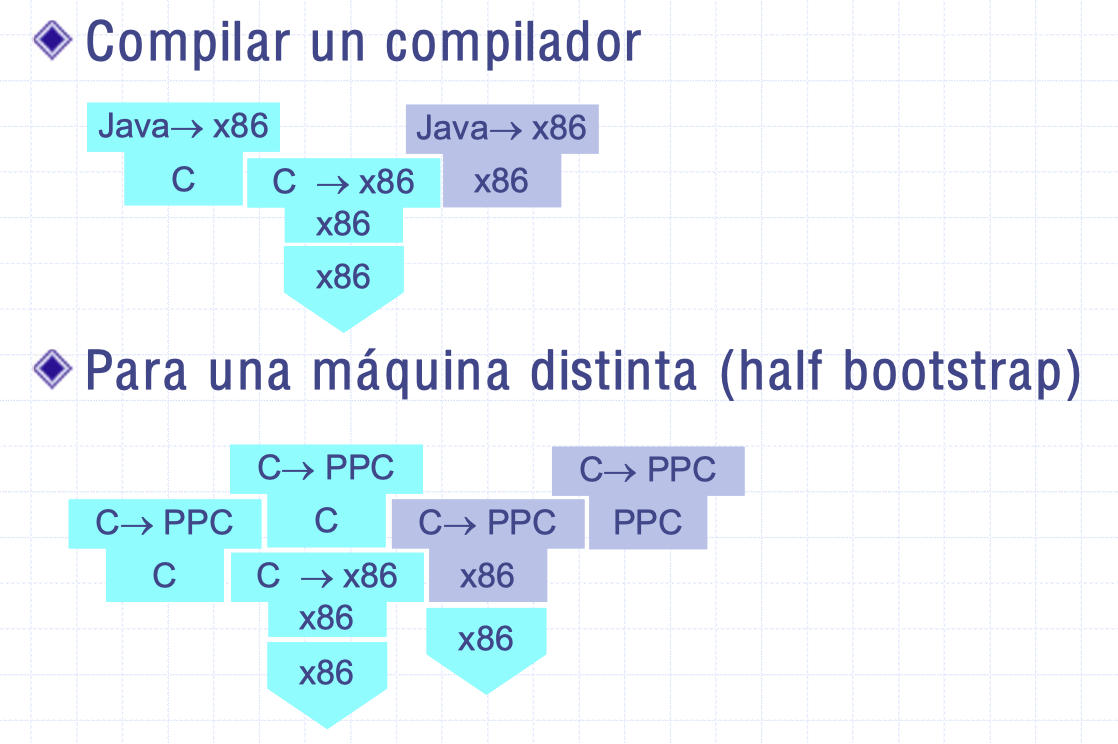 Compilar un compilador
Java→ x86
Java→ x86
C
C → x86
x86
x86
x86
Para una máquina distinta (half bootstrap)
C→ PPC
C→ PPC
C→ PPC
C
C→ PPC
PPC
C
C → x86
x86
x86
x86
x86